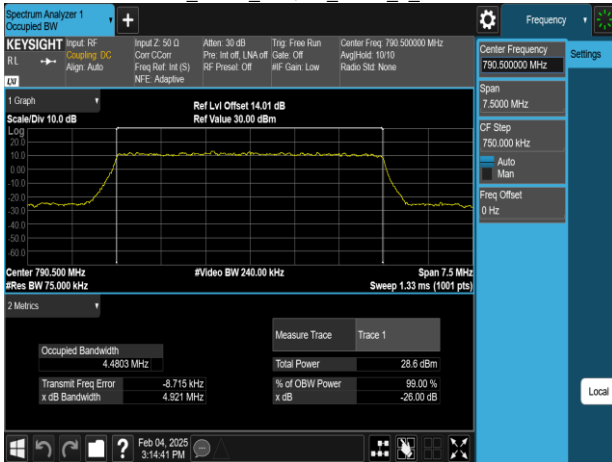 Spectrum Analyzer 1
Occupied BW
+
Frequency
KEYSIGHT
RL
LXI
Input: RF
Coupling: DC
Align: Auto
Input Z: 50 Ω
Corr CCorr
Freq Ref: Int (S)
NFE: Adaptive
Atten: 30 dB
Pre: Int off, LNA off
RF Presel: Off
Trig: Free Run
Gate: Off
#IF Gain: Low
Center Freq: 790.500000 MHz
Avg|Hold: 10/10
Radio Std: None
Center Frequency
790.500000 MHz
Settings
Span
7.5000 MHz
CF Step
750.000 kHz
Auto
Man
Freq Offset
0 Hz
Local
1 Graph
Scale/Div 10.0 dB
Ref Lvl Offset 14.01 dB
Ref Value 30.00 dBm
Log
20.0
10.0
0.00
-10.0
-20.0
-30.0
-40.0
-50.0
-60.0
Center 790.500 MHz
#Res BW 75.000 kHz
#Video BW 240.00 kHz
Span 7.5 MHz
Sweep 1.33 ms (1001 pts)
2 Metrics
Measure Trace Trace 1
Occupied Bandwidth
4.4803 MHz
Total Power 28.6 dBm
Transmit Freq Error -8.715 kHz
% of OBW Power 99.00 %
x dB Bandwidth 4.921 MHz
x dB -26.00 dB
?
Feb 04, 2025
3:14:41 PM